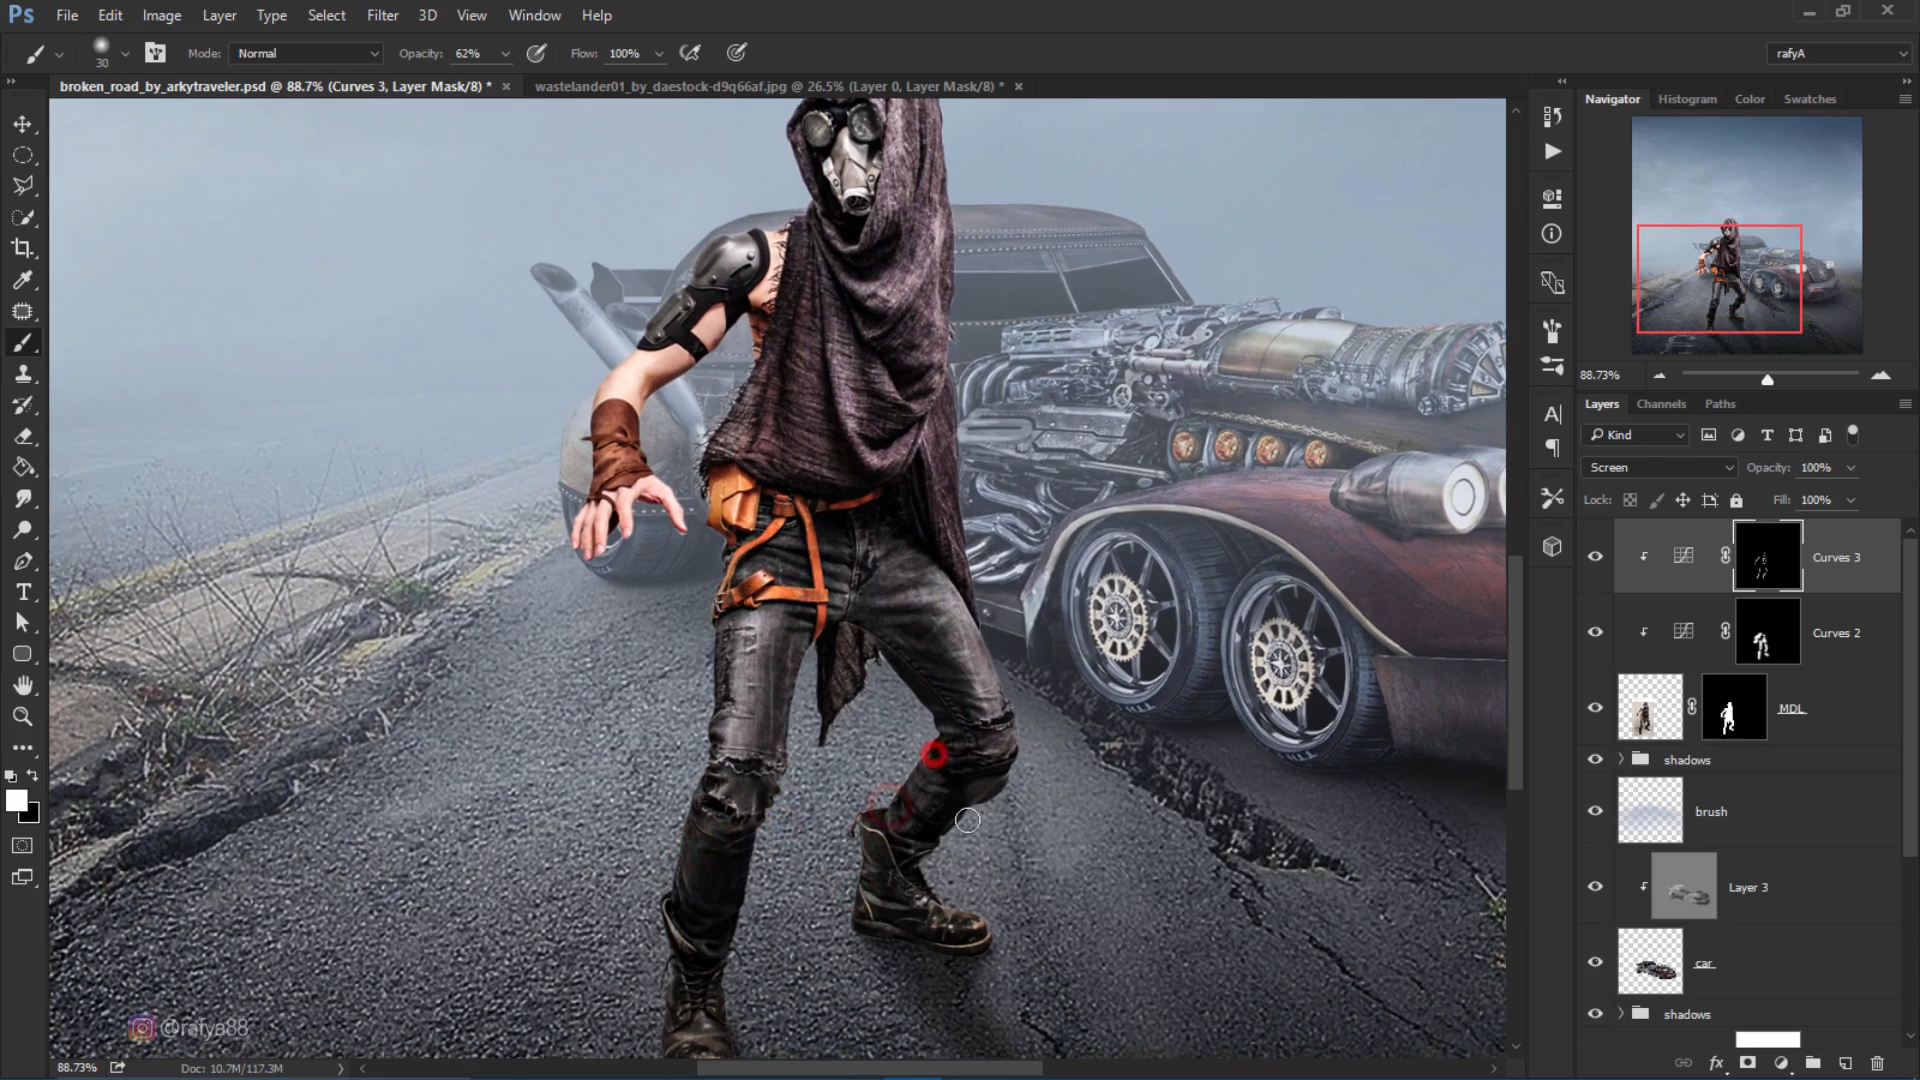 Ps File Edit Image Layer Type Select Filter 3D View Window Help
30 Mode: Normal Opacity: 62% Flow: 100% rafyA
broken_road_by_arkytraveler.psd @ 88.7% (Curves 3, Layer Mask/8) * wastelander01_by_daestock-d9q66af.jpg @ 26.5% (Layer 0, Layer Mask/8) *
Navigator Histogram Color Swatches
88.73%
Layers Channels Paths
Kind
Screen Opacity: 100%
Lock: Fill: 100%
Curves 3
Curves 2
MDL
shadows
brush
Layer 3
car
shadows
@rafya88
88.73% Doc: 10.7M/117.3M
fx